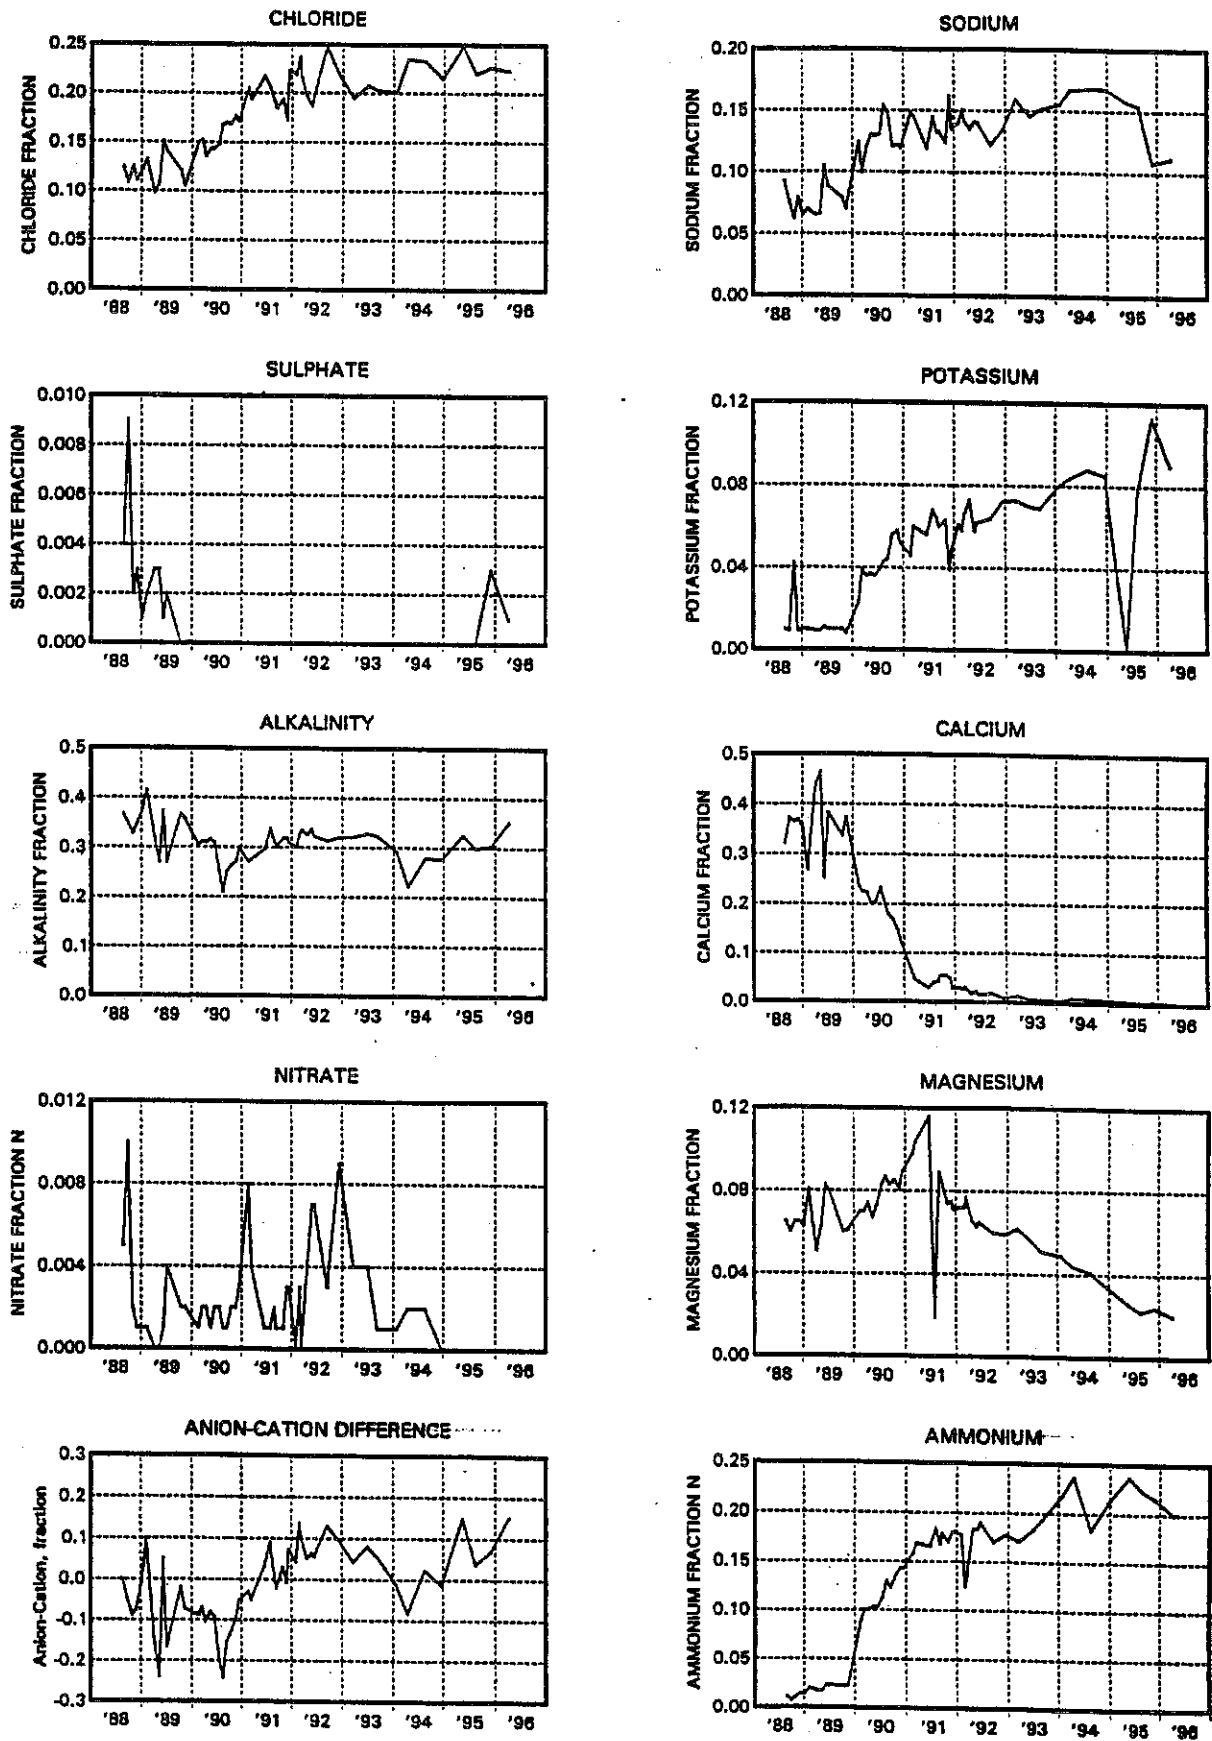 CHLORIDE
CHLORIDE FRACTION
0.25
0.20
0.15
0.10
0.05
0.00
'88 '89 '90 '91 '92 '93 '94 '95 '96
SODIUM
SODIUM FRACTION
0.20
0.15
0.10
0.05
0.00
'88 '89 '90 '91 '92 '93 '94 '95 '96
SULPHATE
SULPHATE FRACTION
0.010
0.008
0.006
0.004
0.002
0.000
'88 '89 '90 '91 '92 '93 '94 '95 '96
POTASSIUM
POTASSIUM FRACTION
0.12
0.08
0.04
0.00
'88 '89 '90 '91 '92 '93 '94 '95 '96
ALKALINITY
ALKALINITY FRACTION
0.5
0.4
0.3
0.2
0.1
0.0
'88 '89 '90 '91 '92 '93 '94 '95 '96
CALCIUM
CALCIUM FRACTION
0.5
0.4
0.3
0.2
0.1
0.0
'88 '89 '90 '91 '92 '93 '94 '95 '96
NITRATE
NITRATE FRACTION N
0.012
0.008
0.004
0.000
'88 '89 '90 '91 '92 '93 '94 '95 '96
MAGNESIUM
MAGNESIUM FRACTION
0.12
0.08
0.04
0.00
'88 '89 '90 '91 '92 '93 '94 '95 '96
ANION-CATION DIFFERENCE
Anion-Cation, fraction
0.3
0.2
0.1
0.0
-0.1
-0.2
-0.3
'88 '89 '90 '91 '92 '93 '94 '95 '96
AMMONIUM
AMMONIUM FRACTION N
0.25
0.20
0.15
0.10
0.05
0.00
'88 '89 '90 '91 '92 '93 '94 '95 '96